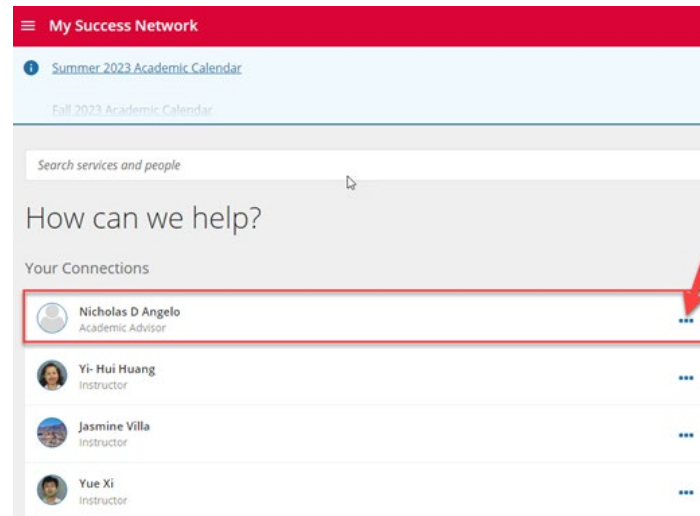 My Success Network
Summer 2023 Academic Calendar
Fall 2023 Academic Calendar
Search services and people
How can we help?
Your Connections
Nicholas D Angelo
Academic Advisor
Yi- Hui Huang
Instructor
Jasmine Villa
Instructor
Yue Xi
Instructor